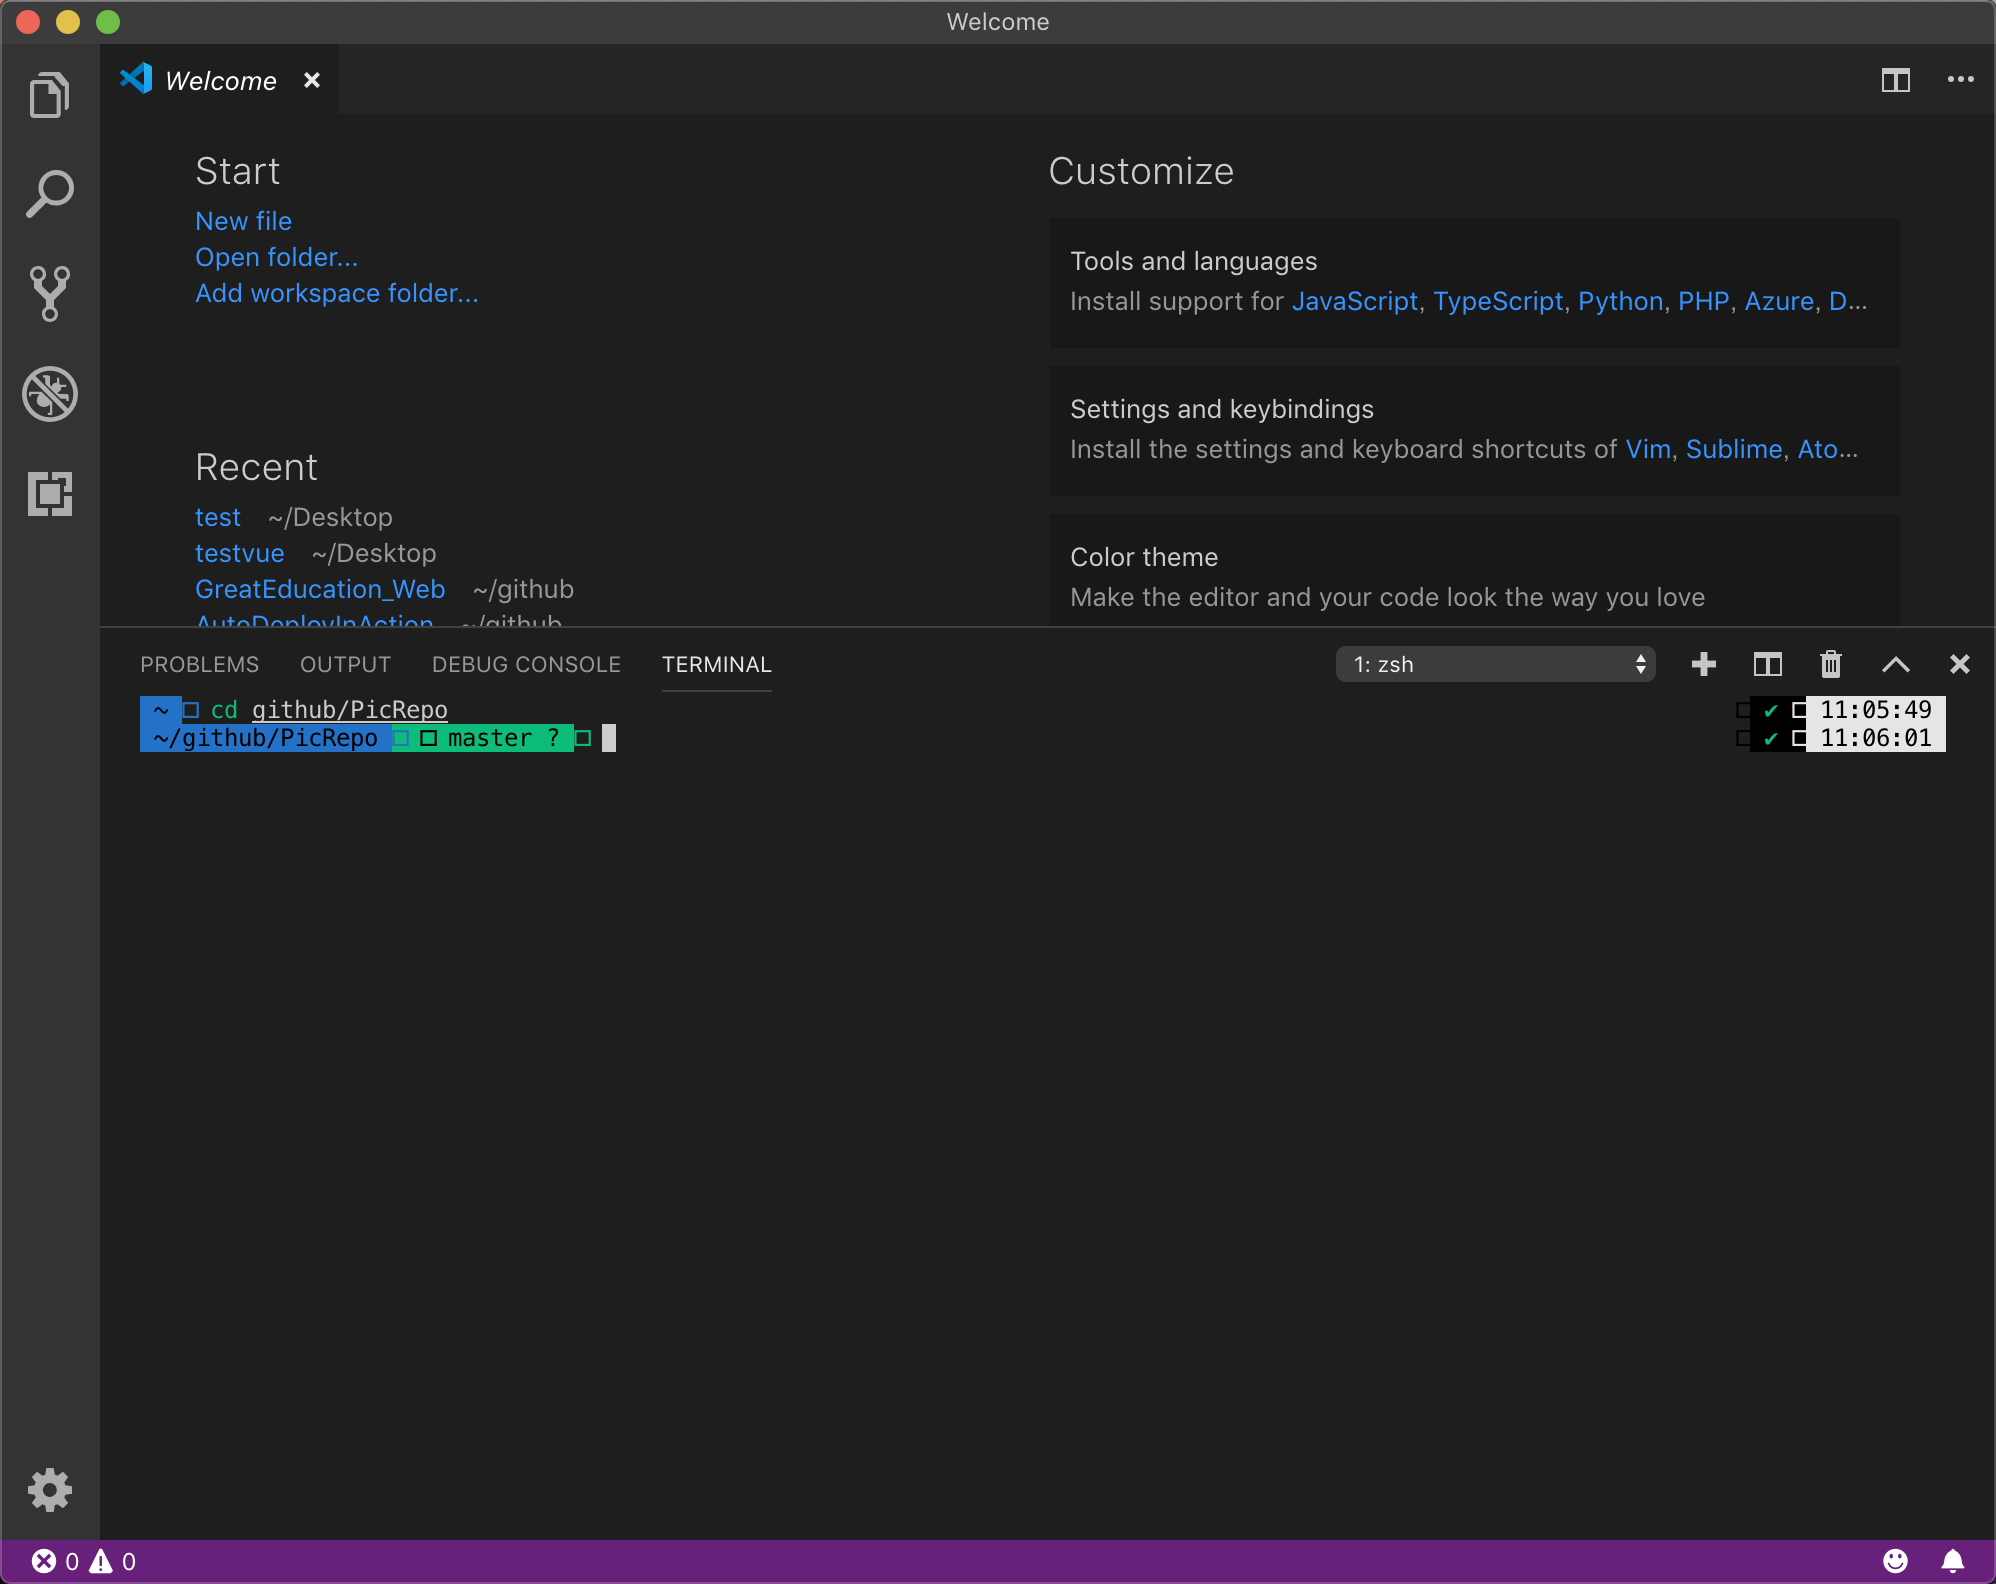 Welcome
Welcome
Start
New file
Open folder...
Add workspace folder...
Recent
test ~/Desktop
testvue ~/Desktop
GreatEducation_Web ~/github
AutoDeployInAction ~/github
Customize
Tools and languages
Install support for JavaScript, TypeScript, Python, PHP, Azure, D...
Settings and keybindings
Install the settings and keyboard shortcuts of Vim, Sublime, Ato...
Color theme
Make the editor and your code look the way you love
PROBLEMS OUTPUT DEBUG CONSOLE TERMINAL 1: zsh
~ □ cd github/PicRepo □ ✔ □ 11:05:49
~/github/PicRepo □ □ master ? □ □ ✔ □ 11:06:01
0 0